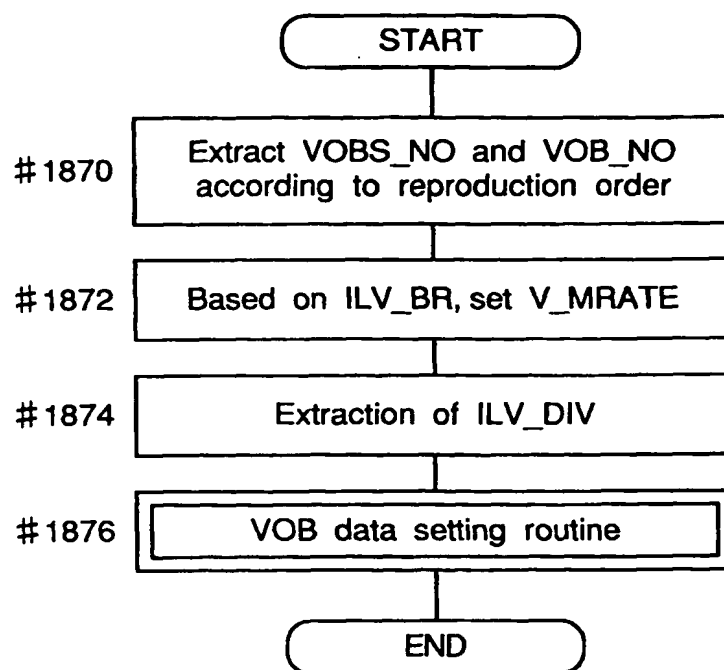 START
#1870
Extract VOBS_NO and VOB_NO
according to reproduction order
#1872
Based on ILV_BR, set V_MRATE
#1874
Extraction of ILV_DIV
#1876
VOB data setting routine
END